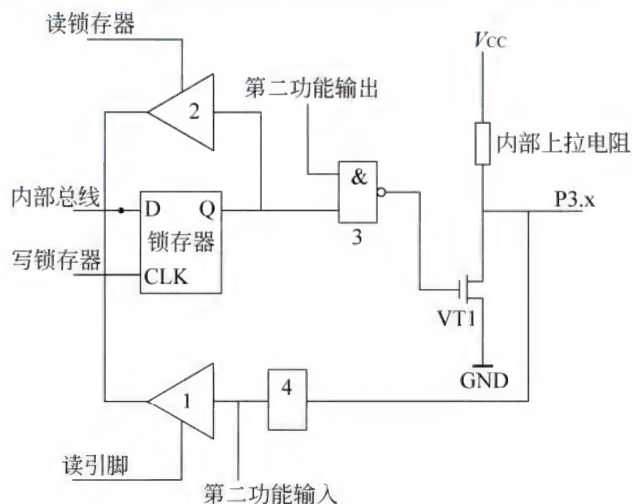 读锁存器
VCC
2
第二功能输出
内部上拉电阻
&
内部总线
D
Q
P3.x
锁存器
3
写锁存器
CLK
VT1
GND
4
1
读引脚
第二功能输入